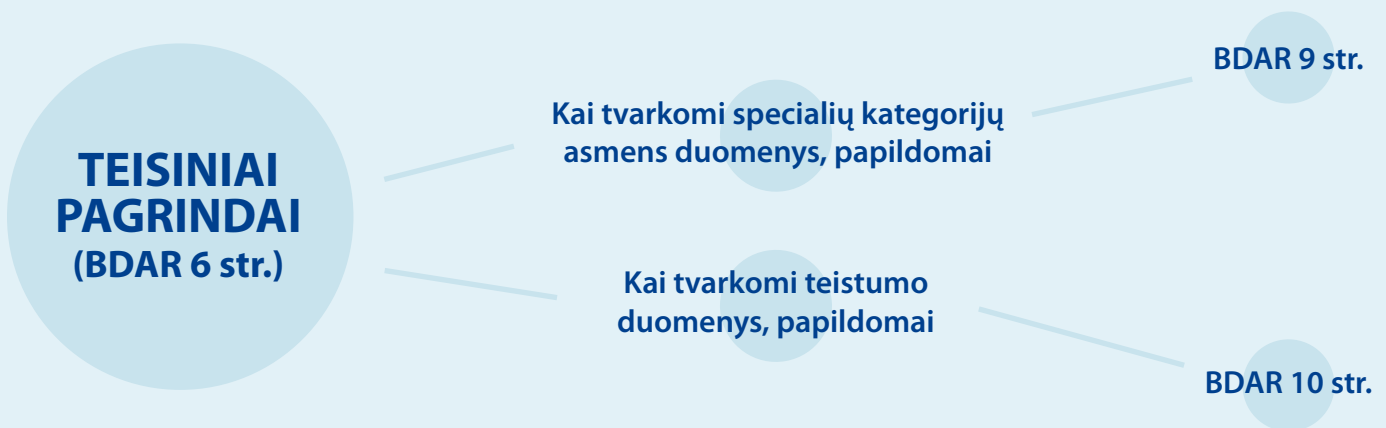 TEISINIAI
PAGRINDAI
(BDAR 6 str.)
Kai tvarkomi specialių kategorijų
asmens duomenys, papildomai
BDAR 9 str.
Kai tvarkomi teistumo
duomenys, papildomai
BDAR 10 str.